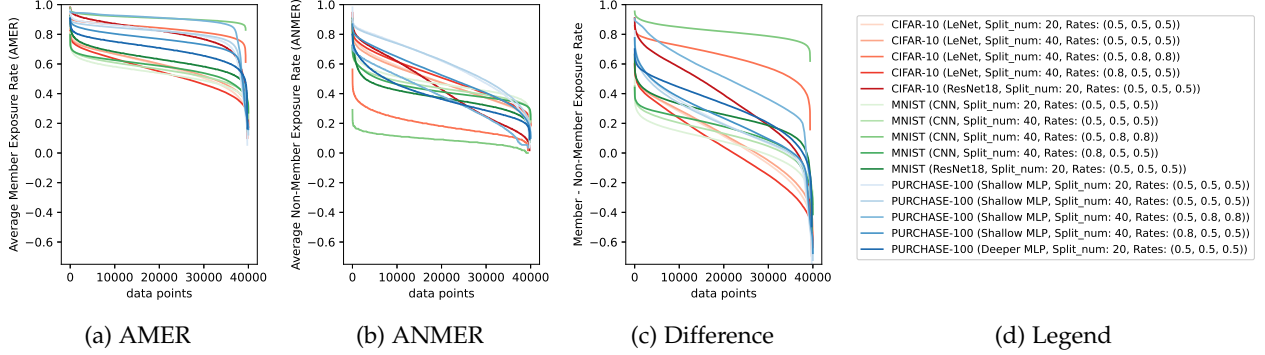 Average Member Exposure Rate (AMER)
1.0
0.8
0.6
0.4
0.2
0.0
−0.2
−0.4
−0.6
0 10000 20000 30000 40000
data points
(a) AMER
Average Non-Member Exposure Rate (ANMER)
1.0
0.8
0.6
0.4
0.2
0.0
−0.2
−0.4
−0.6
0 10000 20000 30000 40000
data points
(b) ANMER
Member - Non-Member Exposure Rate
1.0
0.8
0.6
0.4
0.2
0.0
−0.2
−0.4
−0.6
0 10000 20000 30000 40000
data points
(c) Difference
CIFAR-10 (LeNet, Split_num: 20, Rates: (0.5, 0.5, 0.5))
CIFAR-10 (LeNet, Split_num: 40, Rates: (0.5, 0.5, 0.5))
CIFAR-10 (LeNet, Split_num: 40, Rates: (0.5, 0.8, 0.8))
CIFAR-10 (LeNet, Split_num: 40, Rates: (0.8, 0.5, 0.5))
CIFAR-10 (ResNet18, Split_num: 20, Rates: (0.5, 0.5, 0.5))
MNIST (CNN, Split_num: 20, Rates: (0.5, 0.5, 0.5))
MNIST (CNN, Split_num: 40, Rates: (0.5, 0.5, 0.5))
MNIST (CNN, Split_num: 40, Rates: (0.5, 0.8, 0.8))
MNIST (CNN, Split_num: 40, Rates: (0.8, 0.5, 0.5))
MNIST (ResNet18, Split_num: 20, Rates: (0.5, 0.5, 0.5))
PURCHASE-100 (Shallow MLP, Split_num: 20, Rates: (0.5, 0.5, 0.5))
PURCHASE-100 (Shallow MLP, Split_num: 40, Rates: (0.5, 0.5, 0.5))
PURCHASE-100 (Shallow MLP, Split_num: 40, Rates: (0.5, 0.8, 0.8))
PURCHASE-100 (Shallow MLP, Split_num: 40, Rates: (0.8, 0.5, 0.5))
PURCHASE-100 (Deeper MLP, Split_num: 20, Rates: (0.5, 0.5, 0.5))
(d) Legend